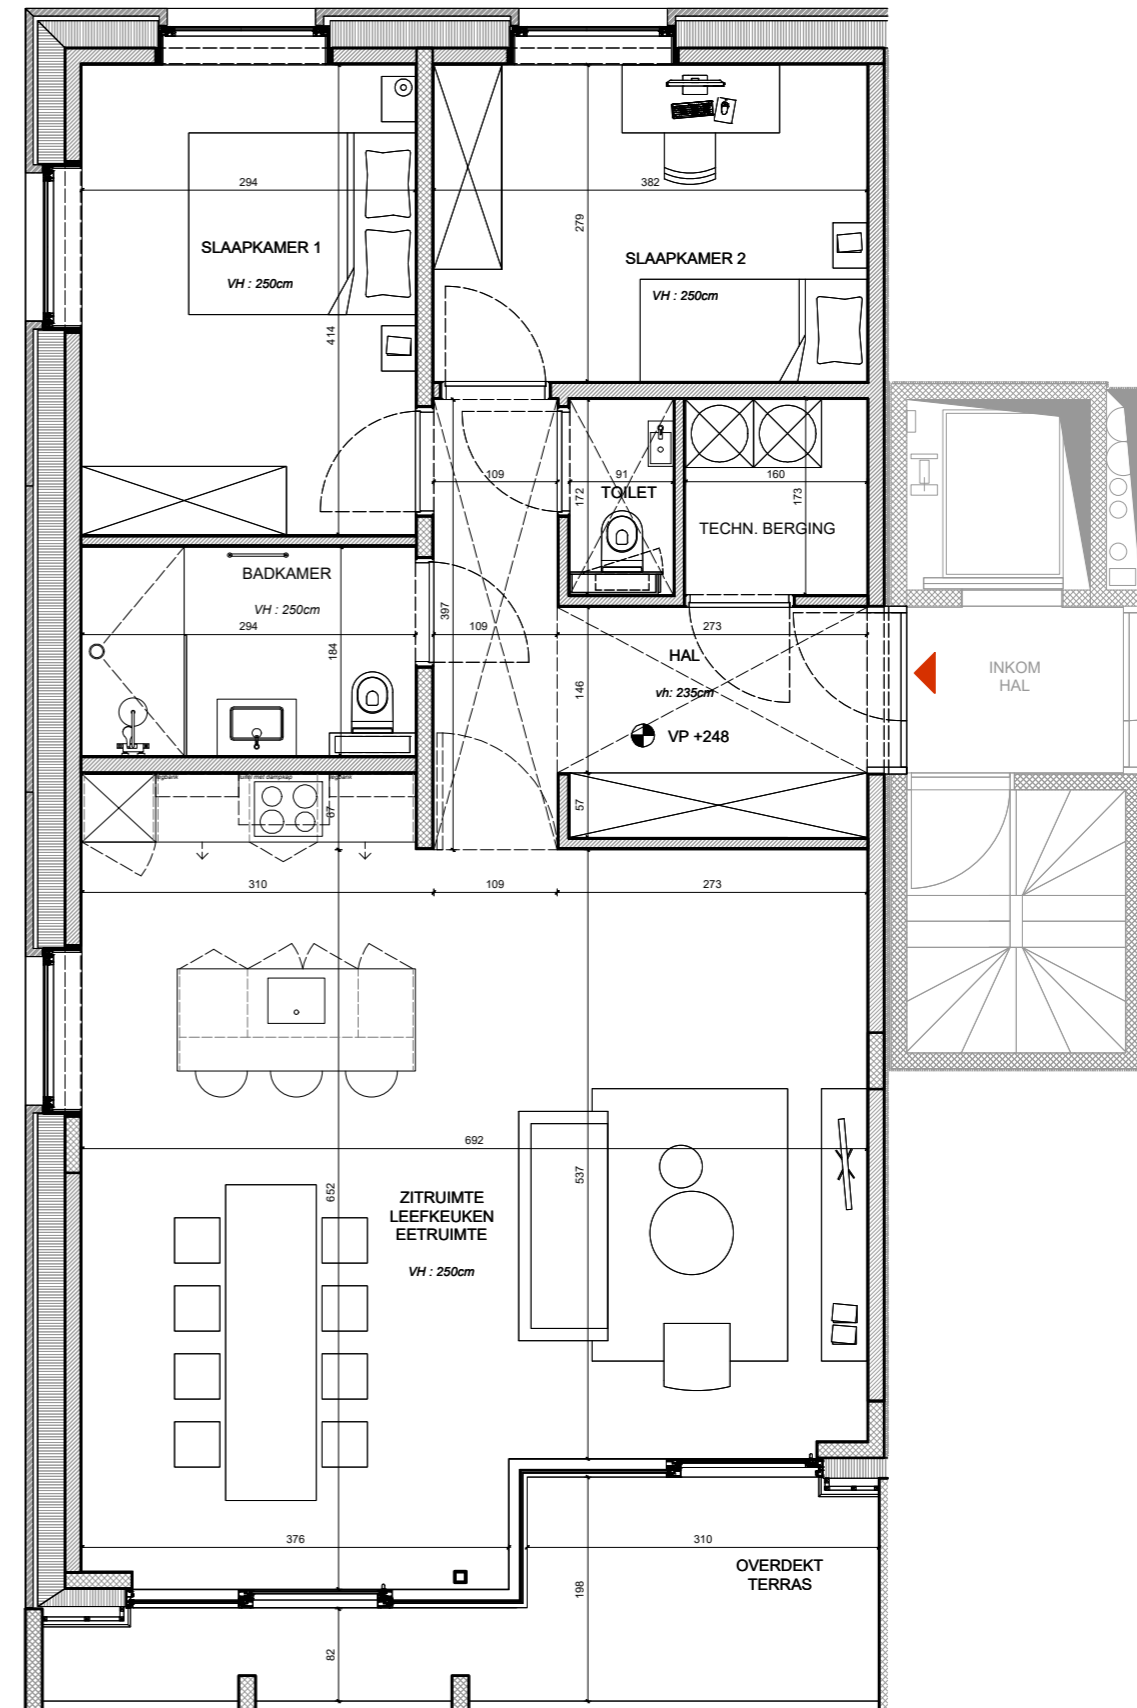 294
382
279
SLAAPKAMER 1
VH : 250cm
SLAAPKAMER 2
VH : 250cm
414
109
91
172
TOILET
160
173
TECHN. BERGING
BADKAMER
VH : 250cm
294
184
397
109
273
HAL
vh: 235cm
146
VP +248
INKOM
HAL
57
67
310
109
273
692
652
537
ZITRUIMTE
LEEFKEUKEN
EETRUIMTE
VH : 250cm
376
310
OVERDEKT
TERRAS
198
82